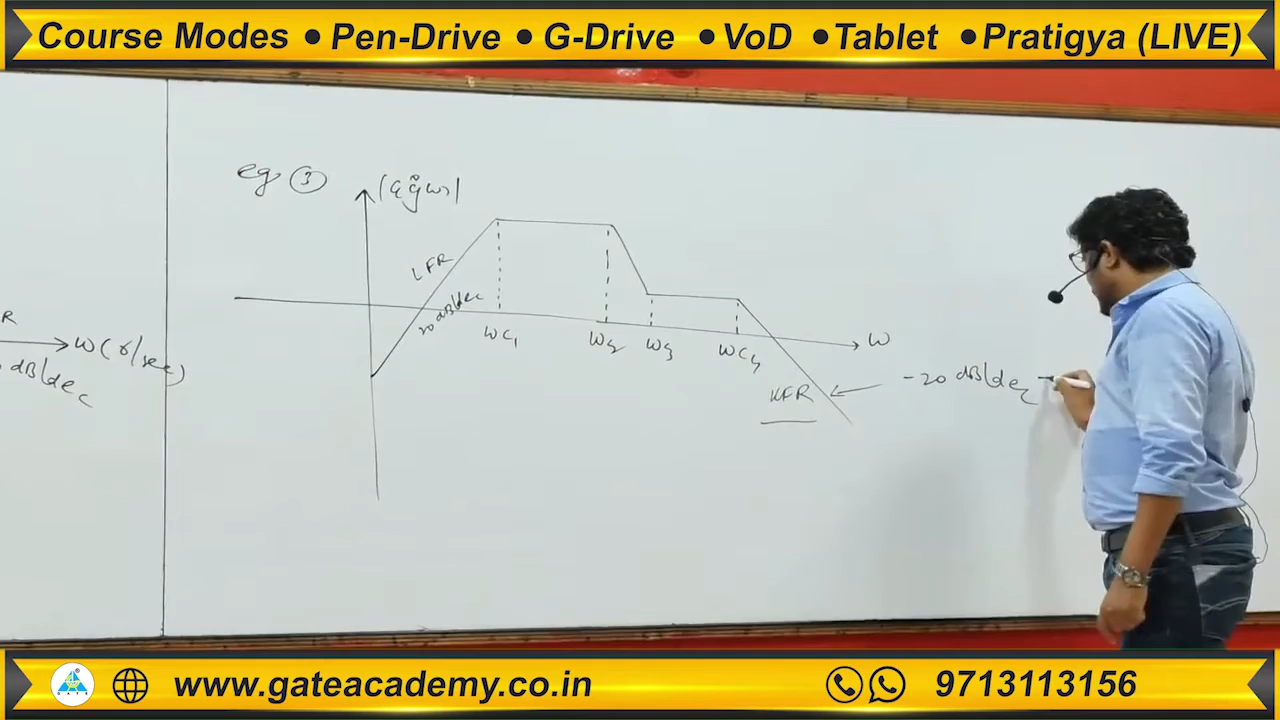 Course Modes • Pen-Drive • G-Drive • VoD • Tablet • Pratigya (LIVE)
eg ③
LFR
20 dB/dec
ωc₁
ωc₂
ωc₃
ωc₄
ω
HFR
-20 dB/dec
R
ω (r/sec)
dB/dec
GATE
www.gateacademy.co.in
9713113156